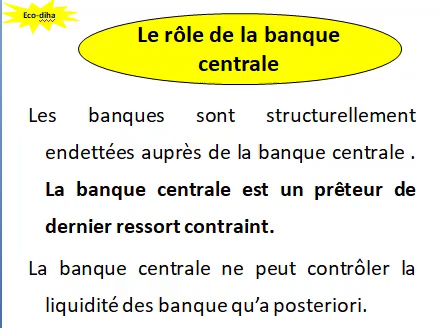 Eco-diha
Le rôle de la banque
centrale
Les banques sont structurellement
endettées auprès de la banque centrale .
La banque centrale est un prêteur de
dernier ressort contraint.
La banque centrale ne peut contrôler la
liquidité des banque qu’a posteriori.